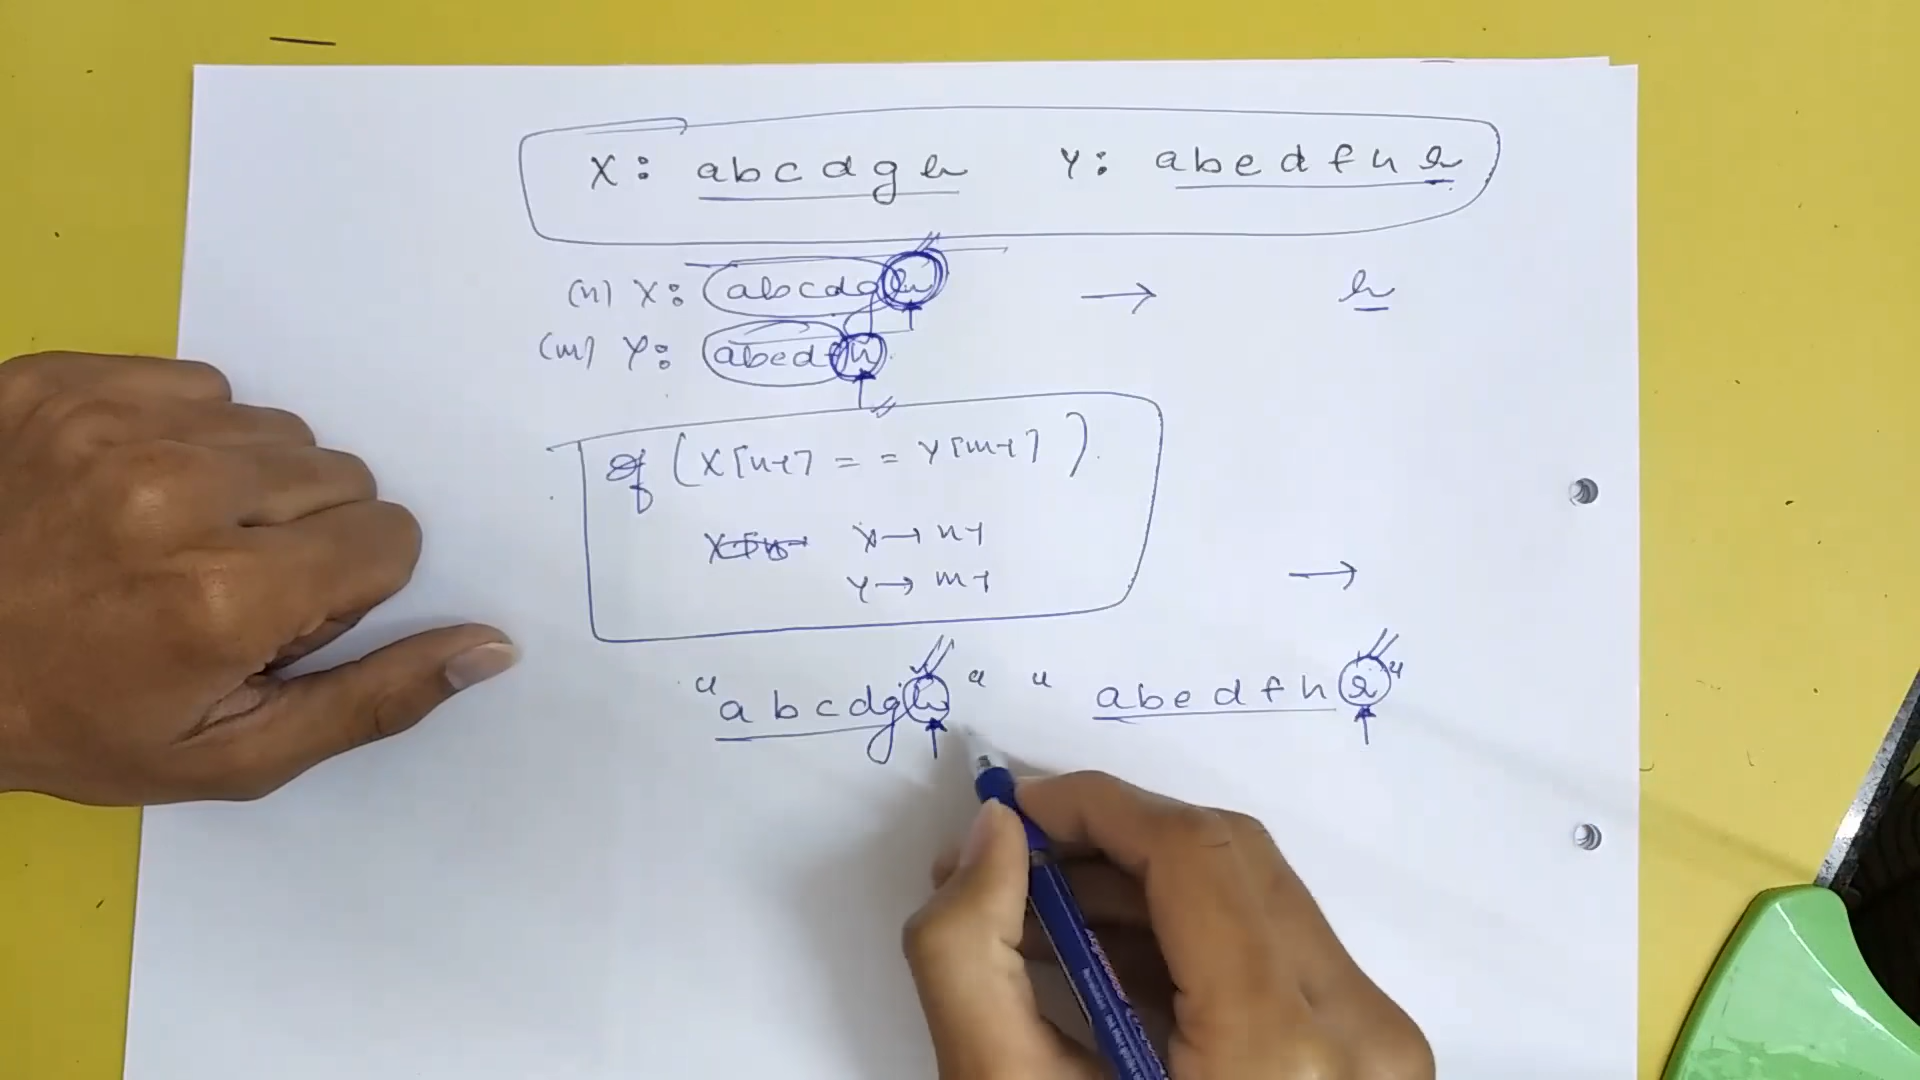 X: abcdgh Y: abedfhr
(n) X: abcdgh → h
(m) Y: abedfh
if (X[n-1] == Y[m-1])
X→n-1
Y→m-1
→
"abcdgh" "abedfhr"